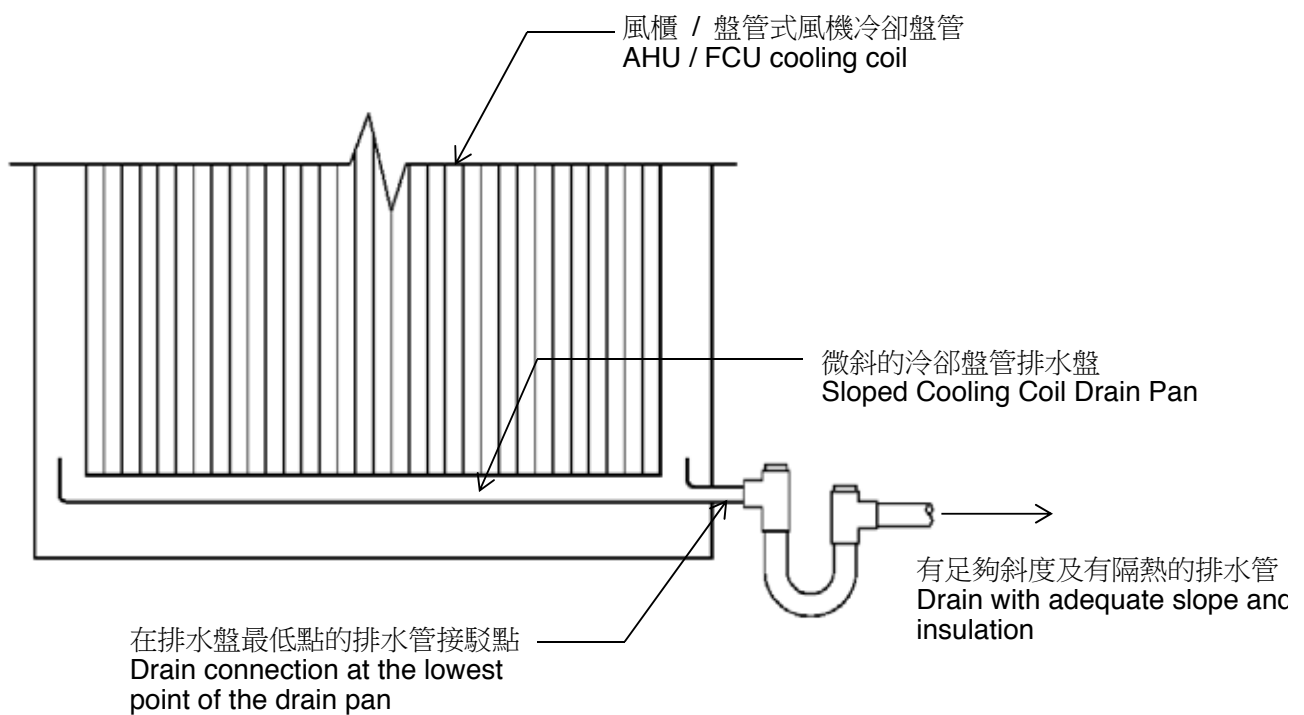 風櫃 / 盤管式風機冷卻盤管
AHU / FCU cooling coil
微斜的冷卻盤管排水盤
Sloped Cooling Coil Drain Pan
有足夠斜度及有隔熱的排水管
Drain with adequate slope and
insulation
在排水盤最低點的排水管接駁點
Drain connection at the lowest
point of the drain pan